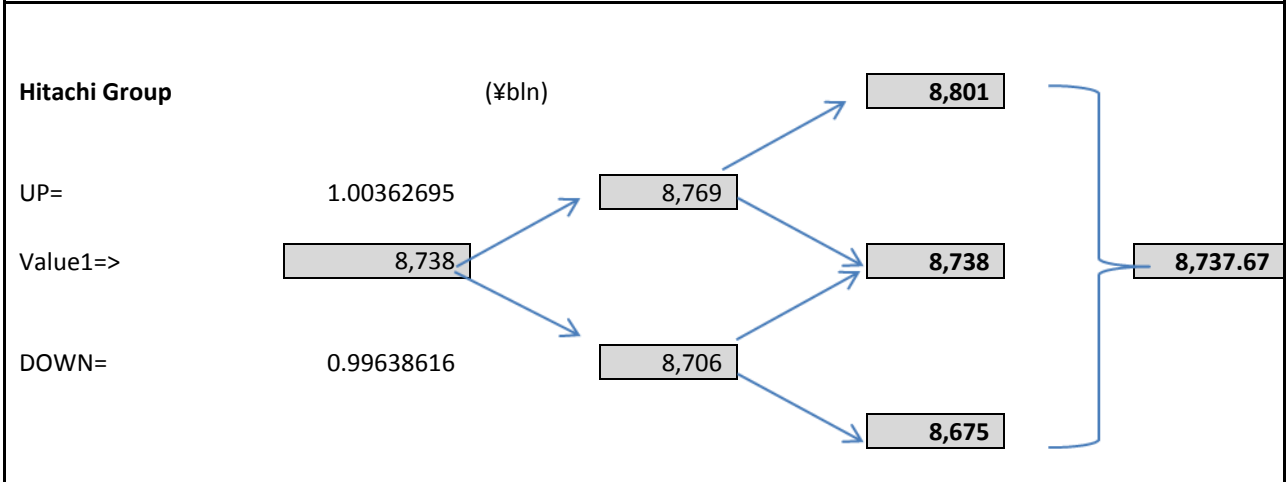 Hitachi Group (¥bln) 8,801
UP= 1.00362695 8,769
Value1=> 8,738 8,738 8,737.67
DOWN= 0.99638616 8,706
8,675